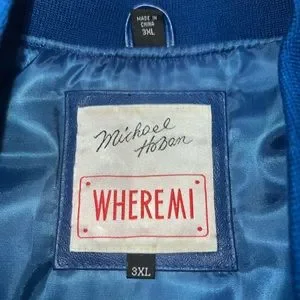 MADE IN
CHINA
3XL
Michael
Hoban
WHEREMI
3XL